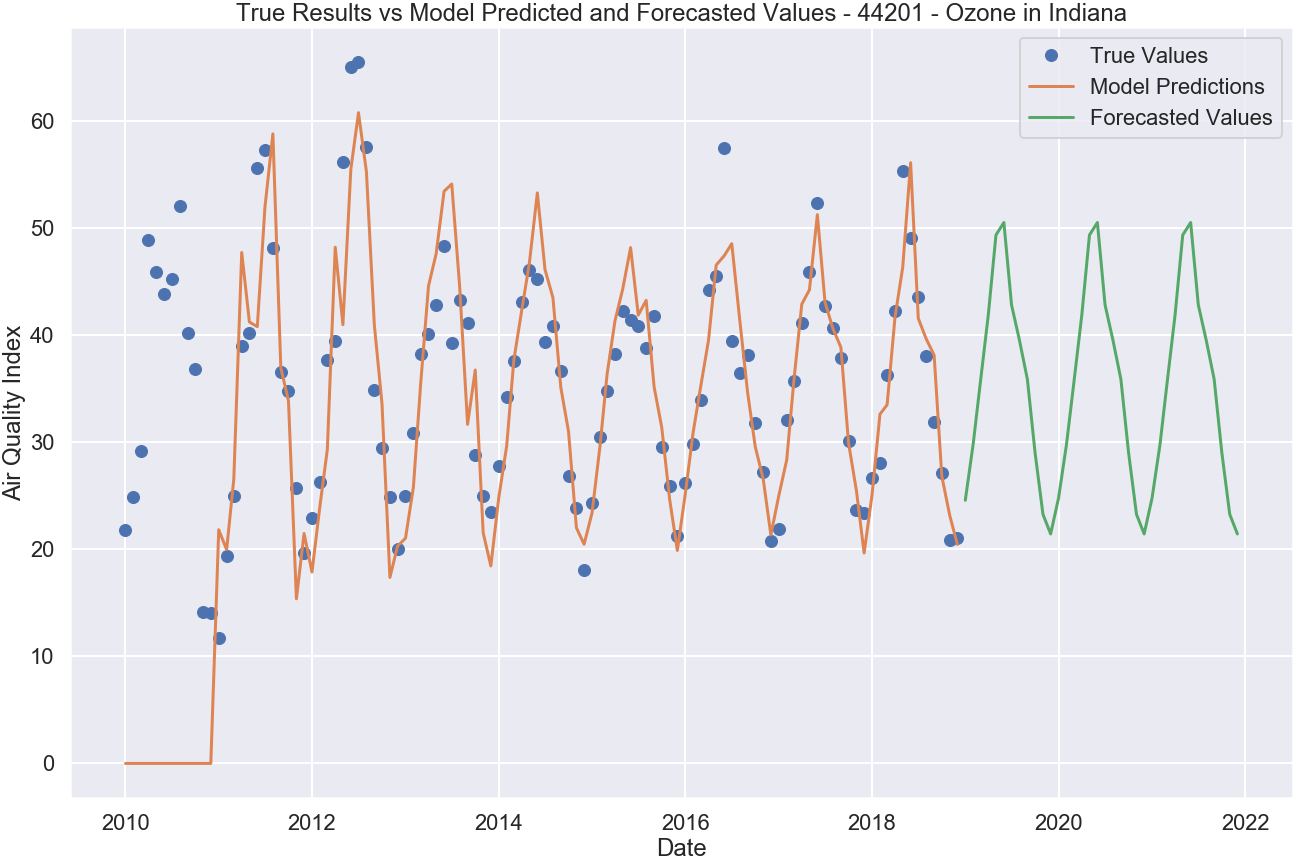 True Results vs Model Predicted and Forecasted Values - 44201 - Ozone in Indiana
True Values
Model Predictions
Forecasted Values
Air Quality Index
60
50
40
30
20
10
0
2010 2012 2014 2016 2018 2020 2022
Date